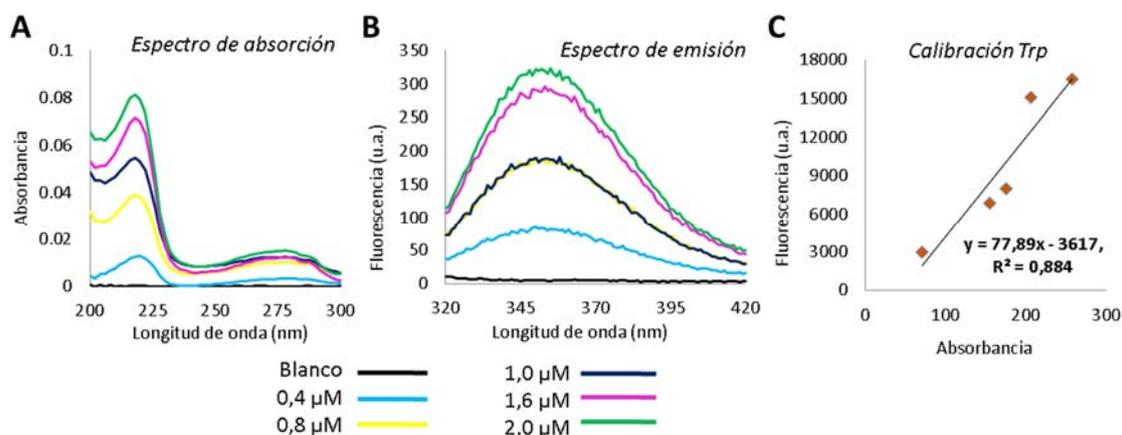 A
Espectro de absorción
0.1
0.08
0.06
0.04
0.02
0
Absorbancia
200
225
250
275
300
Longitud de onda (nm)
B
Espectro de emisión
350
300
250
200
150
100
50
0
Fluorescencia (u.a.)
320
345
370
395
420
Longitud de onda (nm)
C
Calibración Trp
18000
15000
12000
9000
6000
3000
0
Fluorescencia (u.a.)
y = 77,89x - 3617,
R² = 0,884
0
100
200
300
Absorbancia
Blanco
0,4 µM
0,8 µM
1,0 µM
1,6 µM
2.0 µM